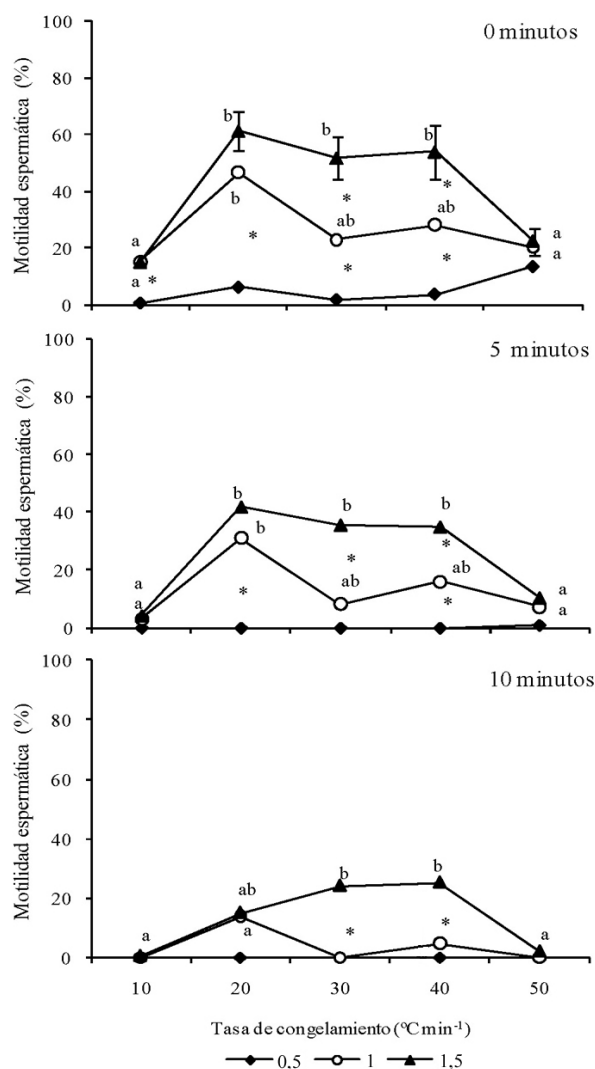 0 minutos
Motilidad espermática (%)
100
80
60
40
20
0
b
b
b
*
*
b
ab
ab
*
*
*
a
a
a
a
*
5 minutos
Motilidad espermática (%)
100
80
60
40
20
0
b
b
b
b
*
*
ab
ab
*
*
a
a
a
a
10 minutos
Motilidad espermática (%)
100
80
60
40
20
0
a
ab
a
b
b
*
*
a
10 20 30 40 50
Tasa de congelamiento (ºC min⁻¹)
0,5 1 1,5